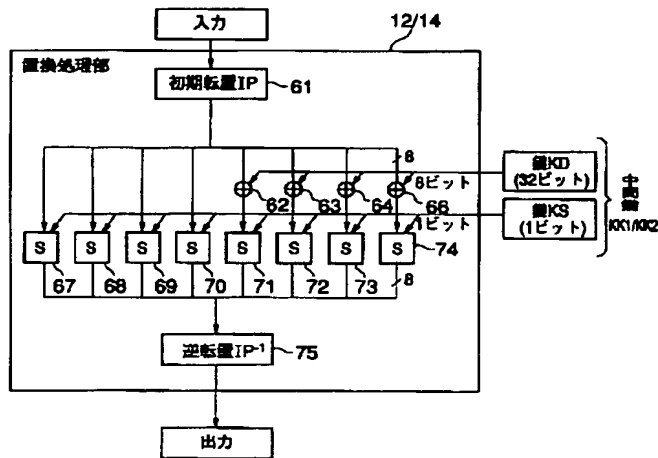 入力
12/14
置換処理部
初期転置IP
61
8
鍵KD
(32ビット)
8ビット
62
63
64
66
中間鍵
KK1/KK2
鍵KS
(1ビット)
1ビット
S
S
S
S
S
S
S
S
74
67
68
69
70
71
72
73
8
逆転置IP-1
75
出力